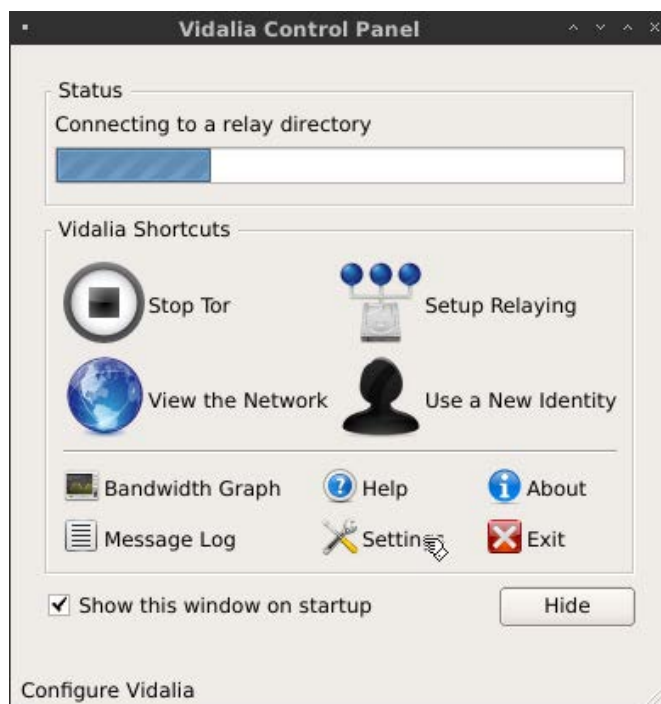 Vidalia Control Panel
Status
Connecting to a relay directory
Vidalia Shortcuts
Stop Tor
Setup Relaying
View the Network
Use a New Identity
Bandwidth Graph
Help
About
Message Log
Exit
Show this window on startup
Hide
Configure Vidalia